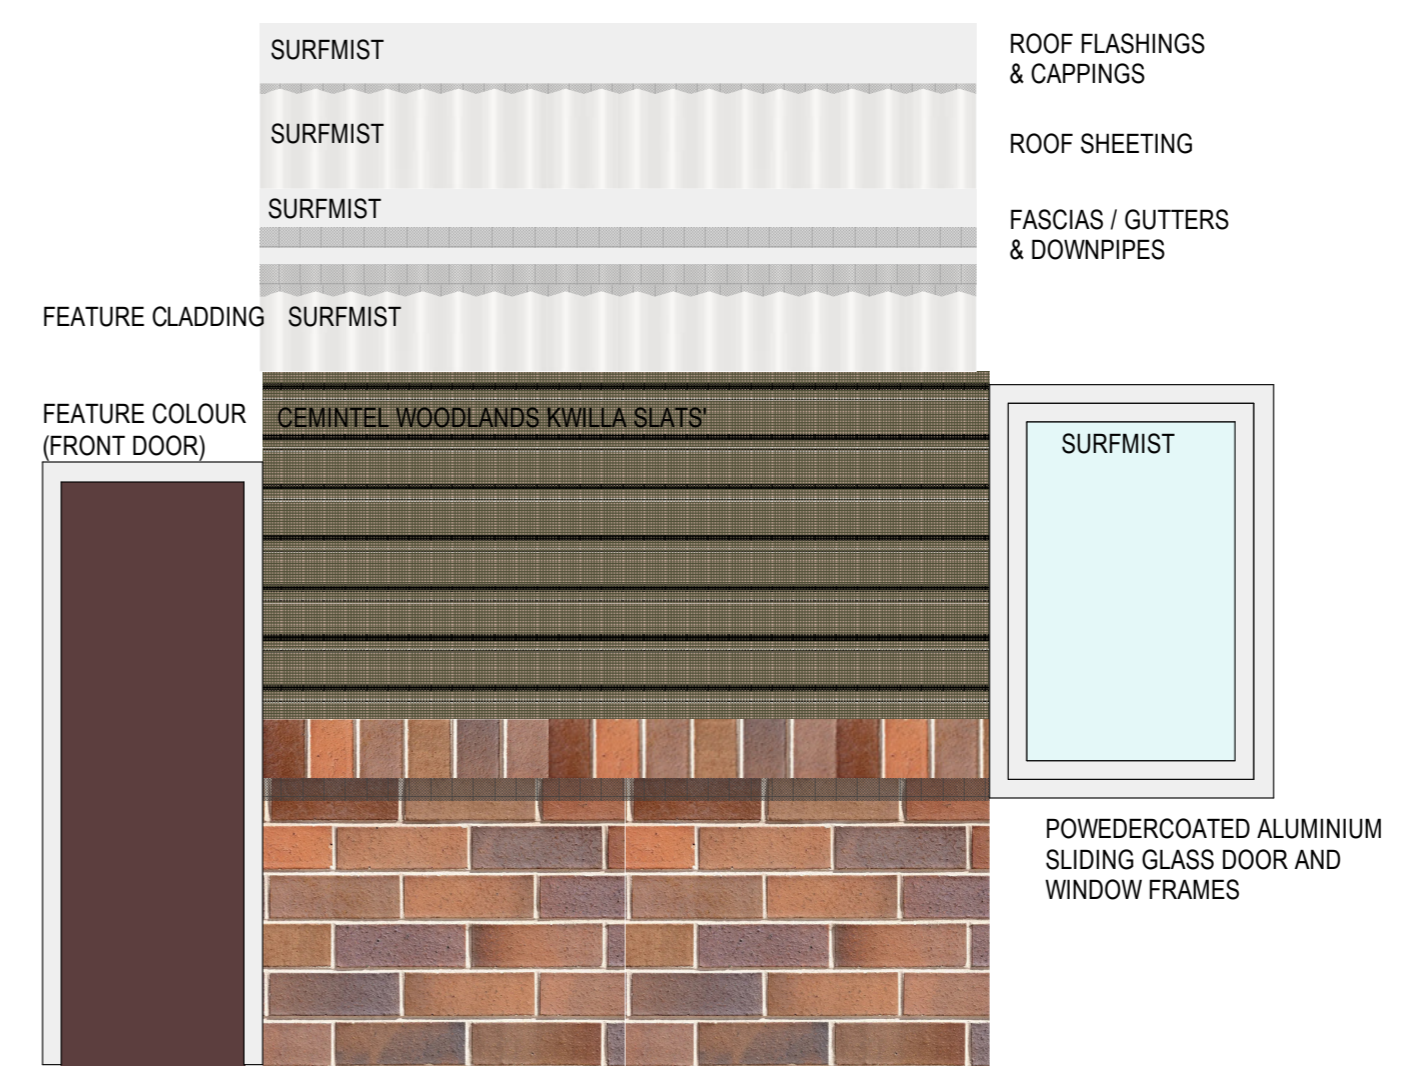 SURFMIST
ROOF FLASHINGS
& CAPPINGS
SURFMIST
ROOF SHEETING
SURFMIST
FASCIAS / GUTTERS
& DOWNPIPES
FEATURE CLADDING
SURFMIST
FEATURE COLOUR
(FRONT DOOR)
CEMINTEL WOODLANDS KWILLA SLATS'
SURFMIST
POWEDERCOATED ALUMINIUM
SLIDING GLASS DOOR AND
WINDOW FRAMES